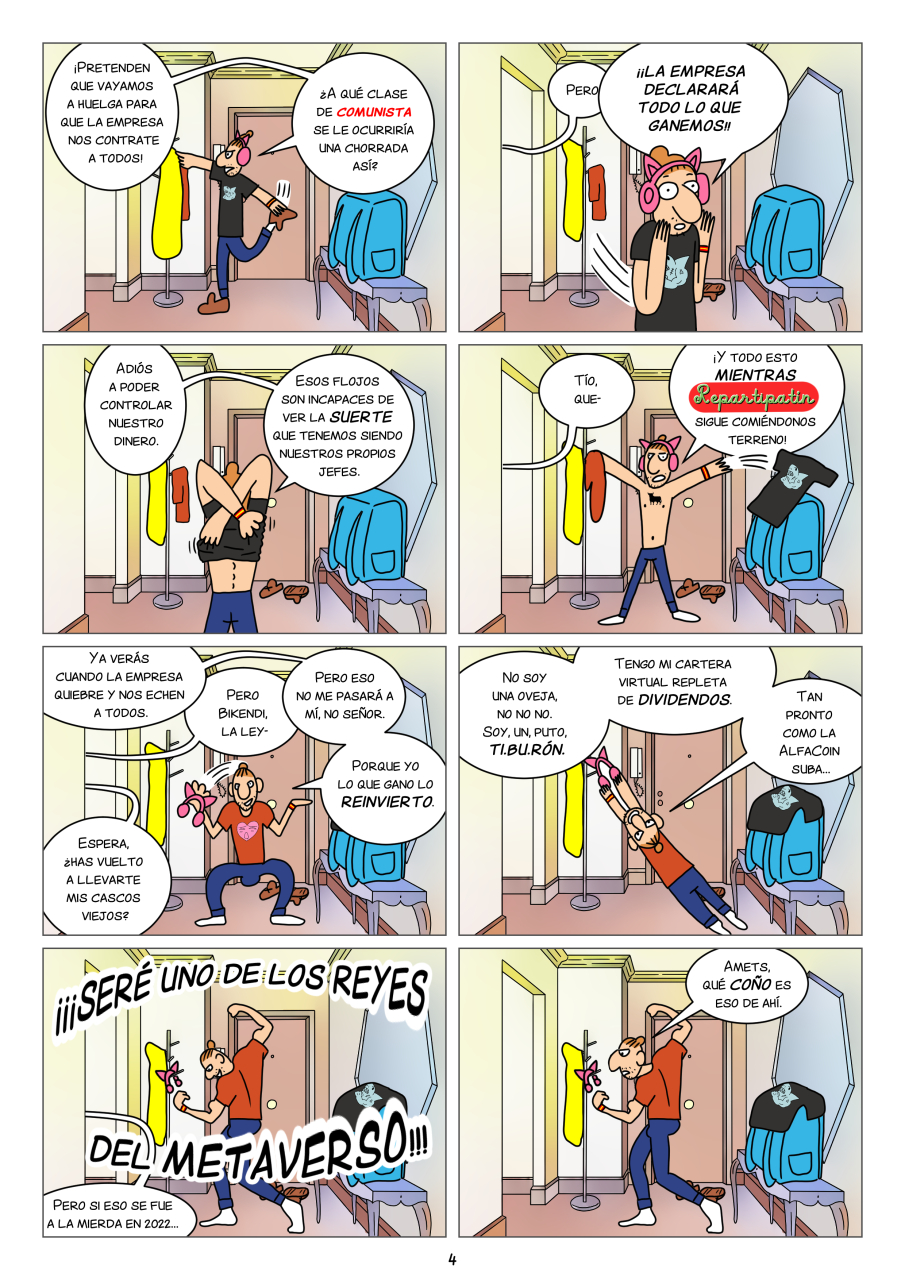 ¡Pretenden
que vayamos
a huelga para
que la empresa
nos contrate
a todos!
¿A qué clase
de COMUNISTA
se le ocurriría
una chorrada
así?
Pero
¡¡LA EMPRESA
DECLARARÁ
TODO LO QUE
GANEMOS!!
Adiós
a poder
controlar
nuestro
dinero.
Esos flojos
son incapaces de
ver la SUERTE
que tenemos siendo
nuestros propios
jefes.
Tío,
que-
¡Y todo esto
MIENTRAS
Repartipatín
sigue comiéndonos
terreno!
Ya verás
cuando la empresa
quiebre y nos echen
a todos.
Pero
Bikendi,
la ley-
Pero eso
no me pasará a
mí, no señor.
Porque yo
lo que gano lo
REINVIERTO.
Espera,
¿has vuelto
a llevarte
mis cascos
viejos?
No soy
una oveja,
no no no.
Soy, un, puto,
TI.BU.RÓN.
Tengo mi cartera
virtual repleta
de DIVIDENDOS.
Tan
pronto
como la
AlfaCoin
suba...
¡¡¡SERÉ UNO DE LOS REYES
DEL METAVERSO!!!
Pero si eso se fue
a la mierda en 2022...
Amets,
qué COÑO es
eso de ahí.
4